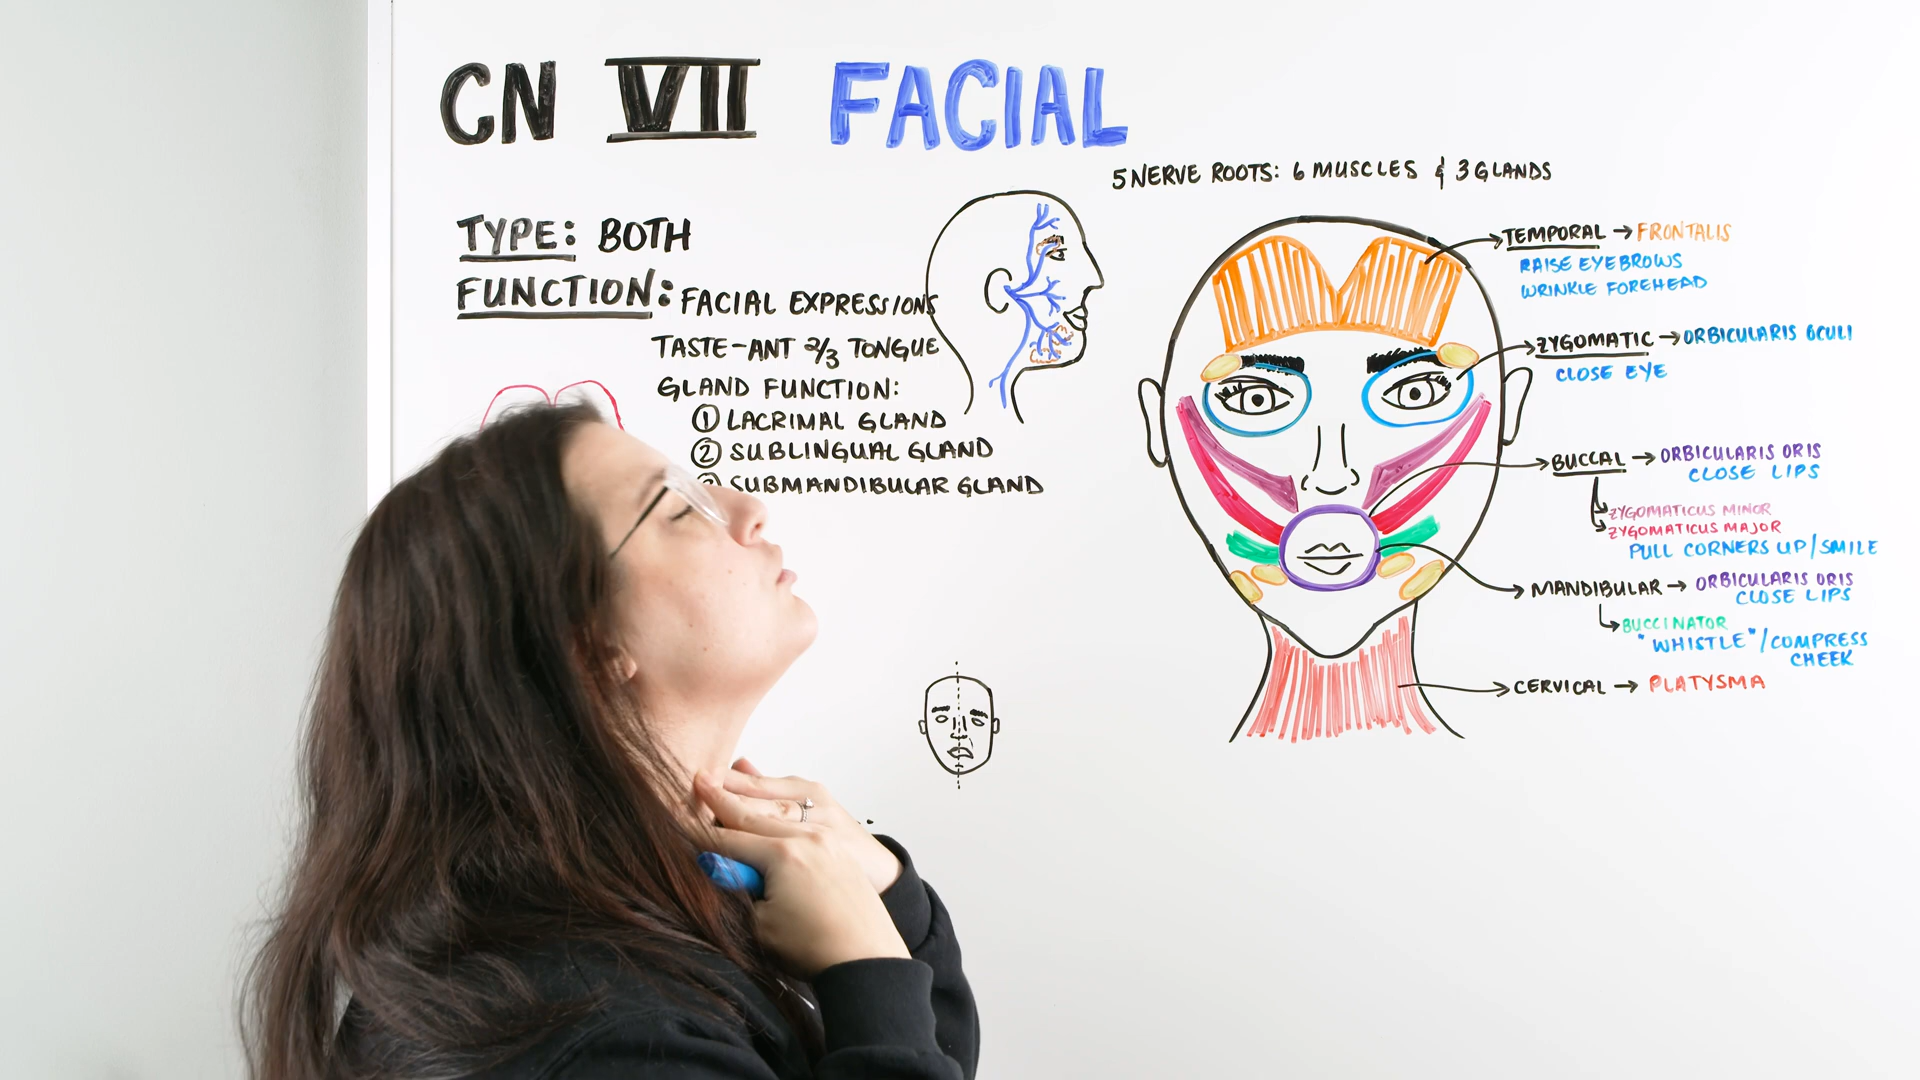 CN VII FACIAL
5 NERVE ROOTS: 6 MUSCLES & 3 GLANDS
TYPE: BOTH
FUNCTION: FACIAL EXPRESSIONS
TASTE-ANT 2/3 TONGUE
GLAND FUNCTION:
① LACRIMAL GLAND
② SUBLINGUAL GLAND
SUBMANDIBULAR GLAND
TEMPORAL → FRONTALIS
RAISE EYEBROWS
WRINKLE FOREHEAD
ZYGOMATIC → ORBICULARIS OCULI
CLOSE EYE
BUCCAL → ORBICULARIS ORIS
CLOSE LIPS
ZYGOMATICUS MINOR
ZYGOMATICUS MAJOR
PULL CORNERS UP/SMILE
MANDIBULAR → ORBICULARIS ORIS
CLOSE LIPS
BUCCINATOR
"WHISTLE"/COMPRESS
CHEEK
CERVICAL → PLATYSMA